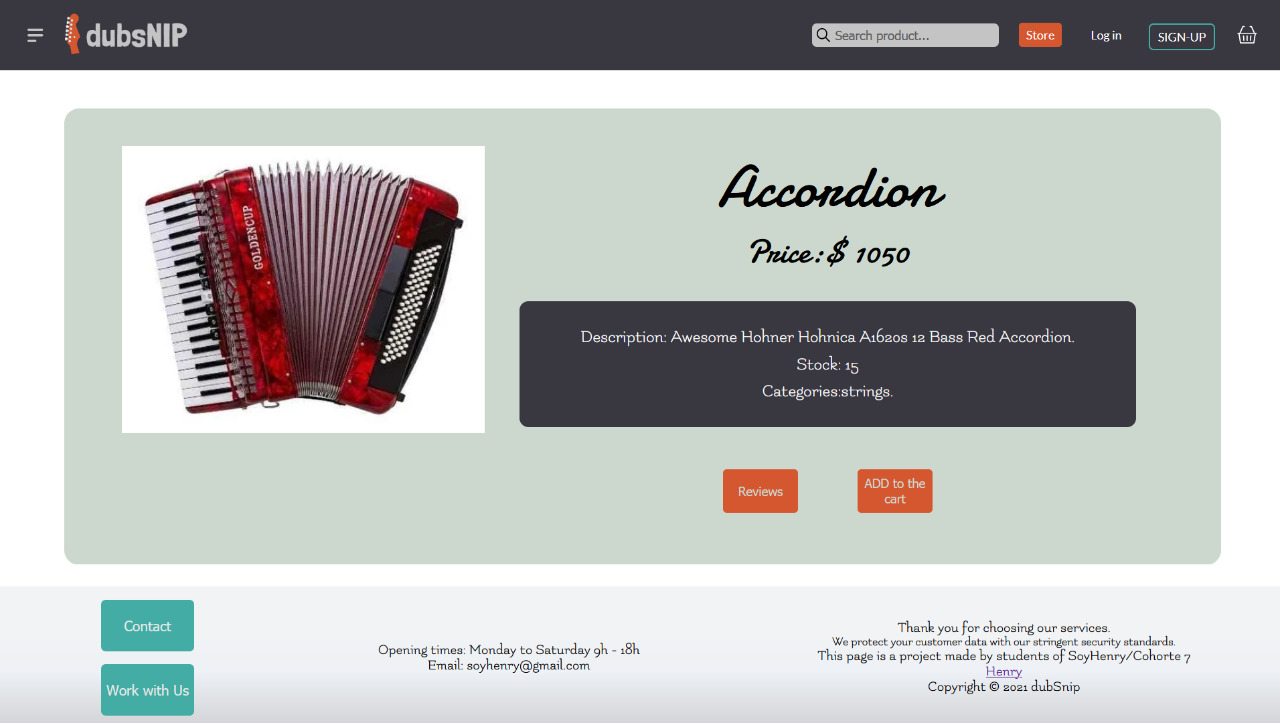 dubsNIP
Search product...
Store
Log in
SIGN-UP
GOLDENCUP
Accordion
Price:$ 1050
Description: Awesome Hohner Hohnica A1620s 12 Bass Red Accordion.
Stock: 15
Categories:strings.
Reviews
ADD to the
cart
Contact
Work with Us
Opening times: Monday to Saturday 9h - 18h
Email: soyhenry@gmail.com
Thank you for choosing our services.
We protect your customer data with our stringent security standards.
This page is a project made by students of SoyHenry/Cohorte 7
Henry
Copyright © 2021 dubSnip